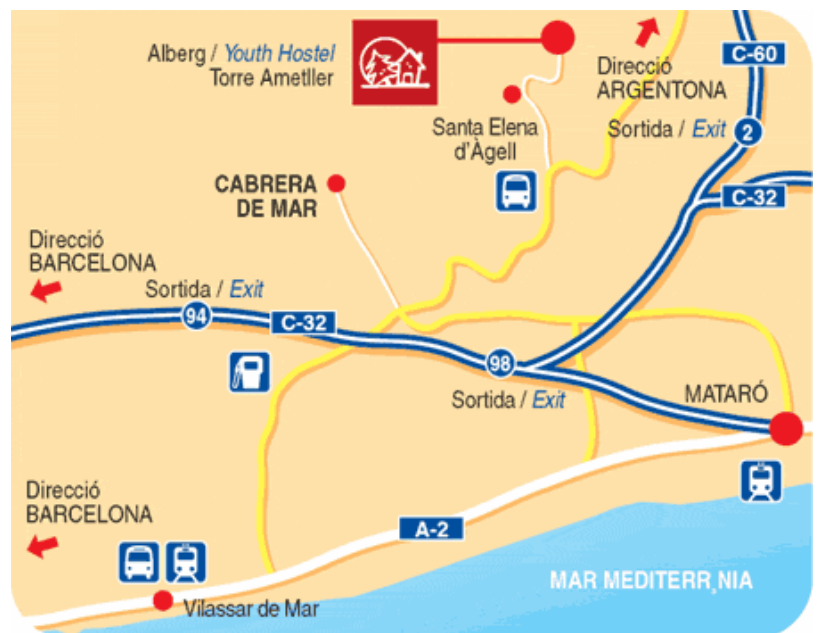 Alberg / Youth Hostel
Torre Ametller
Direcció
ARGENTONA
C-60
Sortida / Exit
2
Santa Elena
d'Àgell
CABRERA
DE MAR
C-32
Direcció
BARCELONA
Sortida / Exit
94
C-32
98
Sortida / Exit
MATARÓ
Direcció
BARCELONA
A-2
MAR MEDITERR¸NIA
Vilassar de Mar